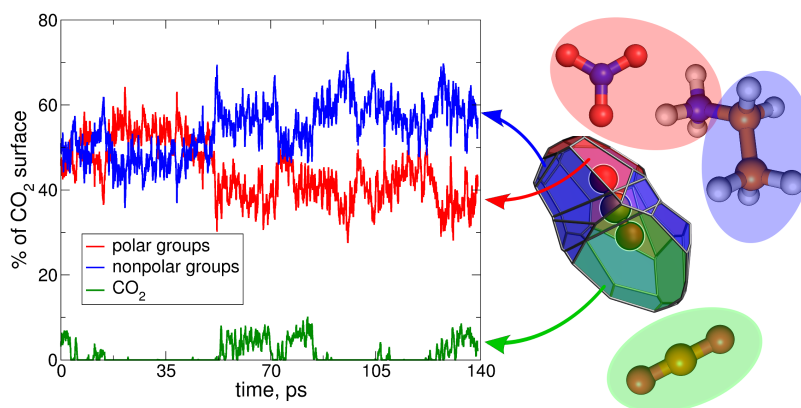 80
60
40
20
0
% of CO₂ surface
polar groups
nonpolar groups
CO₂
0 35 70 105 140
time, ps